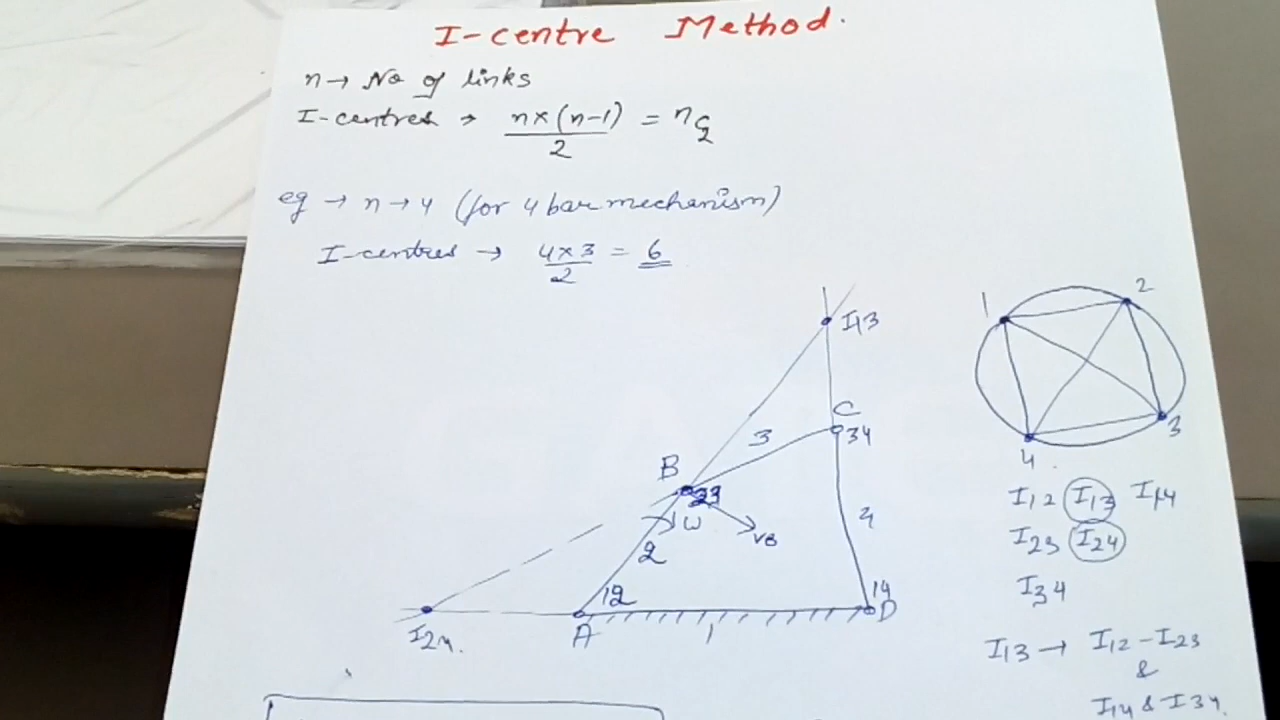 I-centre Method.
n → No of links
I-centres → n×(n-1)/2 = nC2
eg → n → 4 (for 4 bar mechanism)
I-centres → 4×3/2 = 6
1
2
3
4
I13
C
34
3
B
23
ω
VB
2
4
12
14
I24.
A
1
D
I12 I13 I14
I23 I24
I34
I13 → I12 - I23
&
I14 & I34.